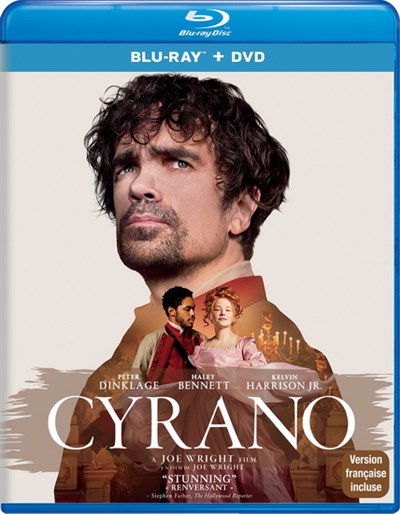 Blu-ray Disc
BLU-RAY™ + DVD
PETER DINKLAGE
HALEY BENNETT
KELVIN HARRISON JR.
CYRANO
A JOE WRIGHT FILM
UN FILM DE JOE WRIGHT
"STUNNING"
« RENVERSANT »
– Stephen Farber, The Hollywood Reporter
Version
française
incluse